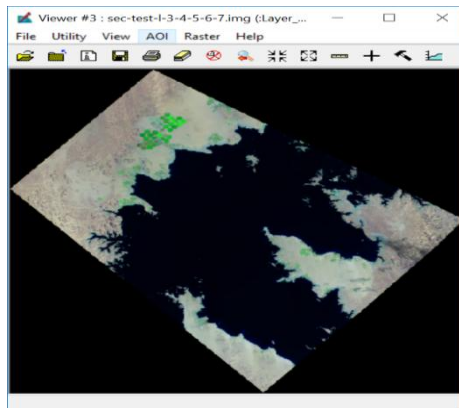 Viewer #3 : sec-test-l-3-4-5-6-7.img (:Layer_...
File Utility View AOI Raster Help